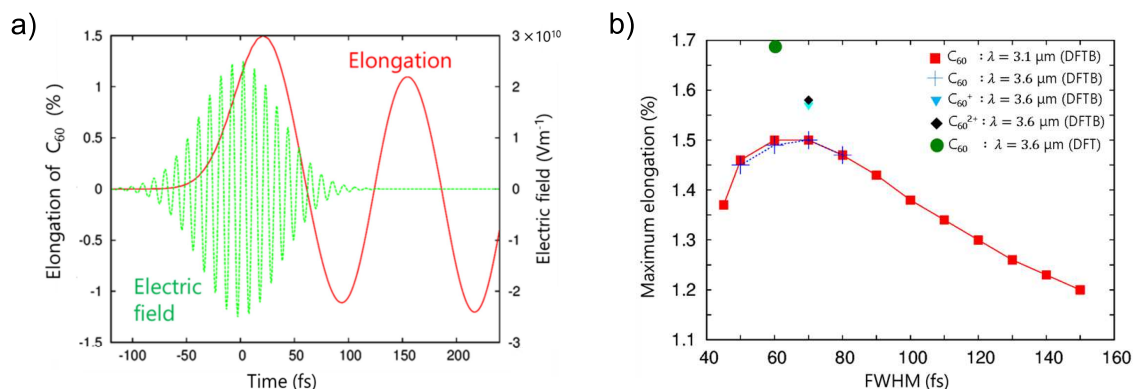 a)
Elongation of C60 (%)
1.5
1
0.5
0
-0.5
-1
-1.5
-100 -50 0 50 100 150 200
Time (fs)
Elongation
Electric
field
3 × 10^10
2
1
0
-1
-2
-3
Electric field (Vm-1)
b)
Maximum elongation (%)
1.7
1.6
1.5
1.4
1.3
1.2
1.1
40 60 80 100 120 140 160
FWHM (fs)
C60 : λ = 3.1 μm (DFTB)
C60 : λ = 3.6 μm (DFTB)
C60+ : λ = 3.6 μm (DFTB)
C602+ : λ = 3.6 μm (DFTB)
C60 : λ = 3.6 μm (DFT)